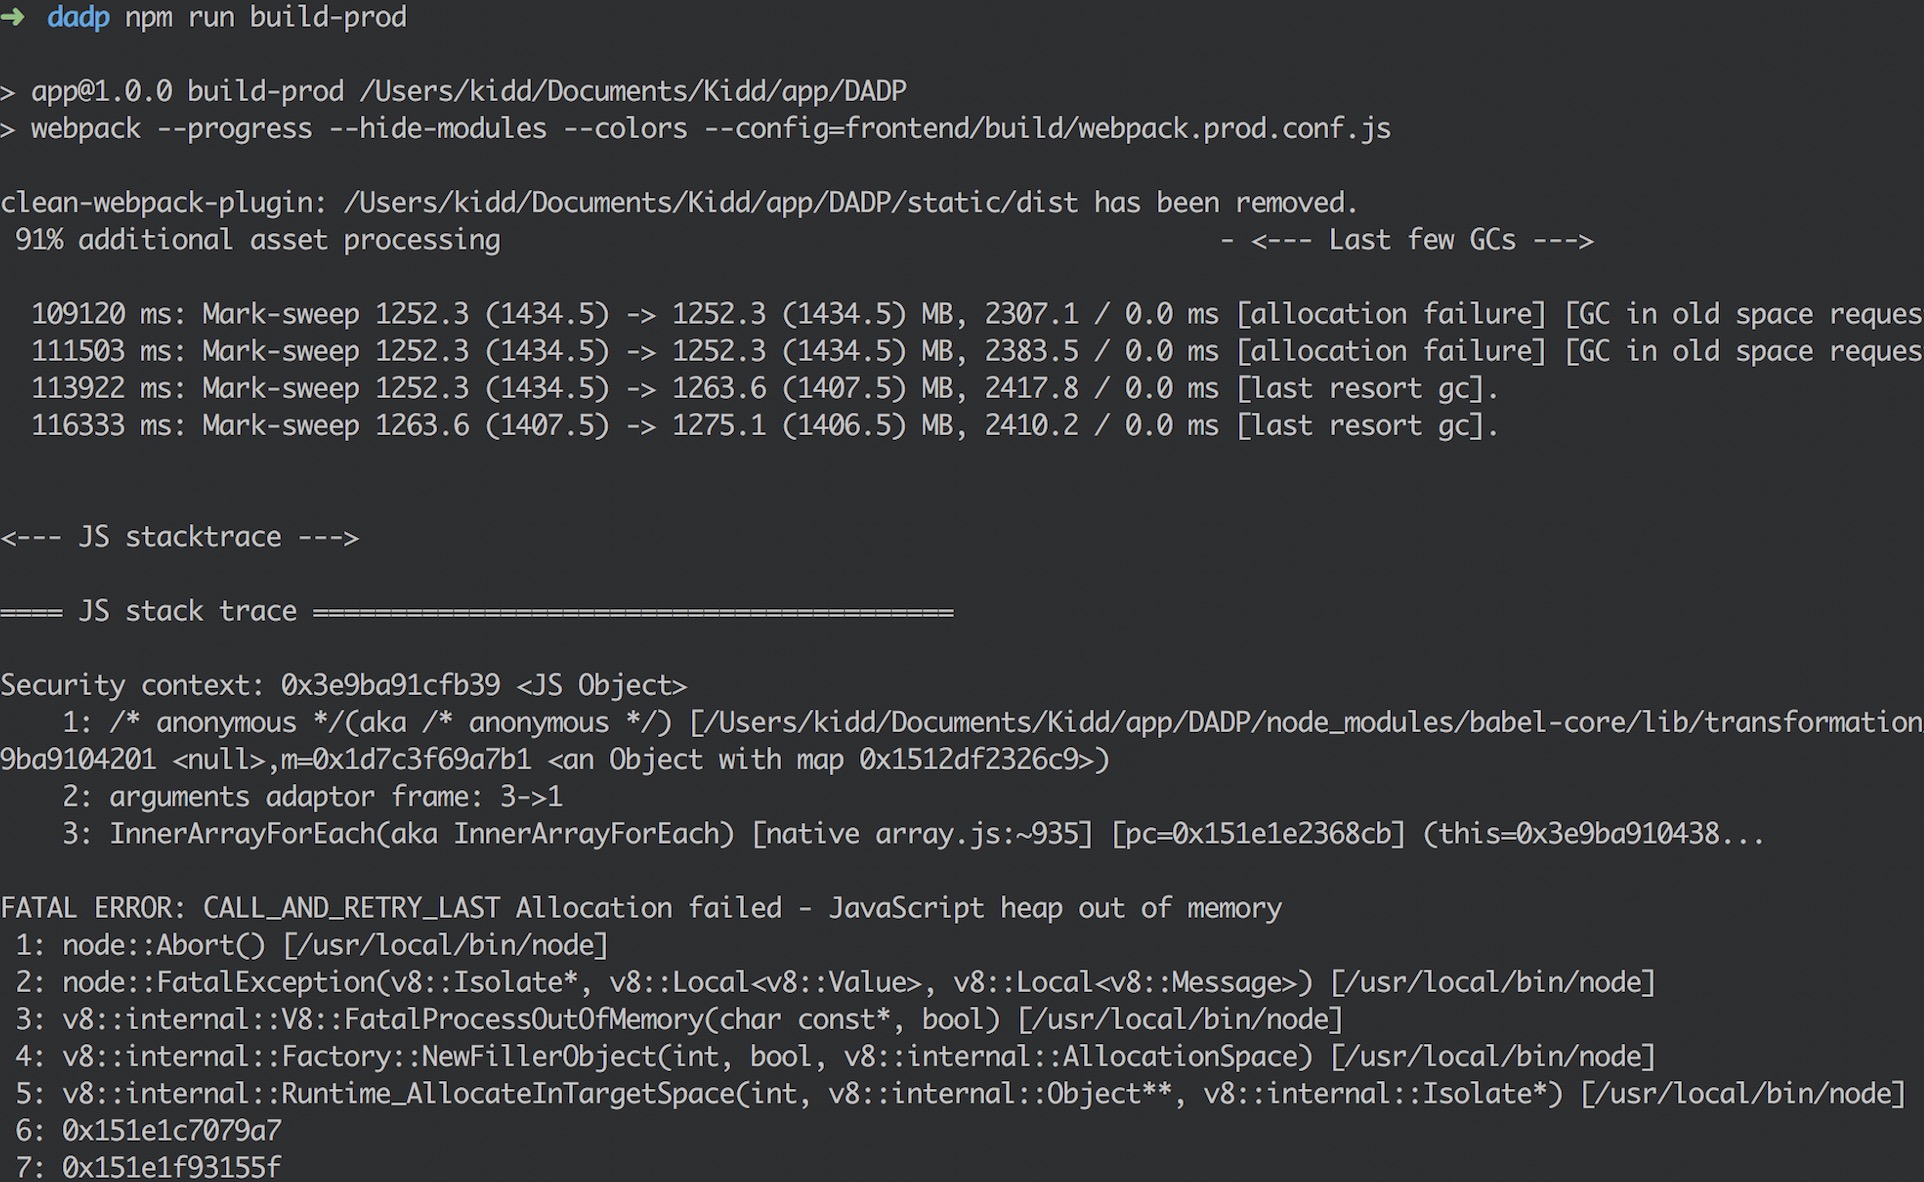 ➜ dadp npm run build-prod
> app@1.0.0 build-prod /Users/kidd/Documents/Kidd/app/DADP
> webpack --progress --hide-modules --colors --config=frontend/build/webpack.prod.conf.js
clean-webpack-plugin: /Users/kidd/Documents/Kidd/app/DADP/static/dist has been removed.
91% additional asset processing - <--- Last few GCs --->
109120 ms: Mark-sweep 1252.3 (1434.5) -> 1252.3 (1434.5) MB, 2307.1 / 0.0 ms [allocation failure] [GC in old space reques
111503 ms: Mark-sweep 1252.3 (1434.5) -> 1252.3 (1434.5) MB, 2383.5 / 0.0 ms [allocation failure] [GC in old space reques
113922 ms: Mark-sweep 1252.3 (1434.5) -> 1263.6 (1407.5) MB, 2417.8 / 0.0 ms [last resort gc].
116333 ms: Mark-sweep 1263.6 (1407.5) -> 1275.1 (1406.5) MB, 2410.2 / 0.0 ms [last resort gc].
<--- JS stacktrace --->
==== JS stack trace =========================================
Security context: 0x3e9ba91cfb39 <JS Object>
1: /* anonymous */(aka /* anonymous */) [/Users/kidd/Documents/Kidd/app/DADP/node_modules/babel-core/lib/transformation
9ba9104201 <null>,m=0x1d7c3f69a7b1 <an Object with map 0x1512df2326c9>)
2: arguments adaptor frame: 3->1
3: InnerArrayForEach(aka InnerArrayForEach) [native array.js:~935] [pc=0x151e1e2368cb] (this=0x3e9ba910438...
FATAL ERROR: CALL_AND_RETRY_LAST Allocation failed - JavaScript heap out of memory
1: node::Abort() [/usr/local/bin/node]
2: node::FatalException(v8::Isolate*, v8::Local<v8::Value>, v8::Local<v8::Message>) [/usr/local/bin/node]
3: v8::internal::V8::FatalProcessOutOfMemory(char const*, bool) [/usr/local/bin/node]
4: v8::internal::Factory::NewFillerObject(int, bool, v8::internal::AllocationSpace) [/usr/local/bin/node]
5: v8::internal::Runtime_AllocateInTargetSpace(int, v8::internal::Object**, v8::internal::Isolate*) [/usr/local/bin/node]
6: 0x151e1c7079a7
7: 0x151e1f93155f